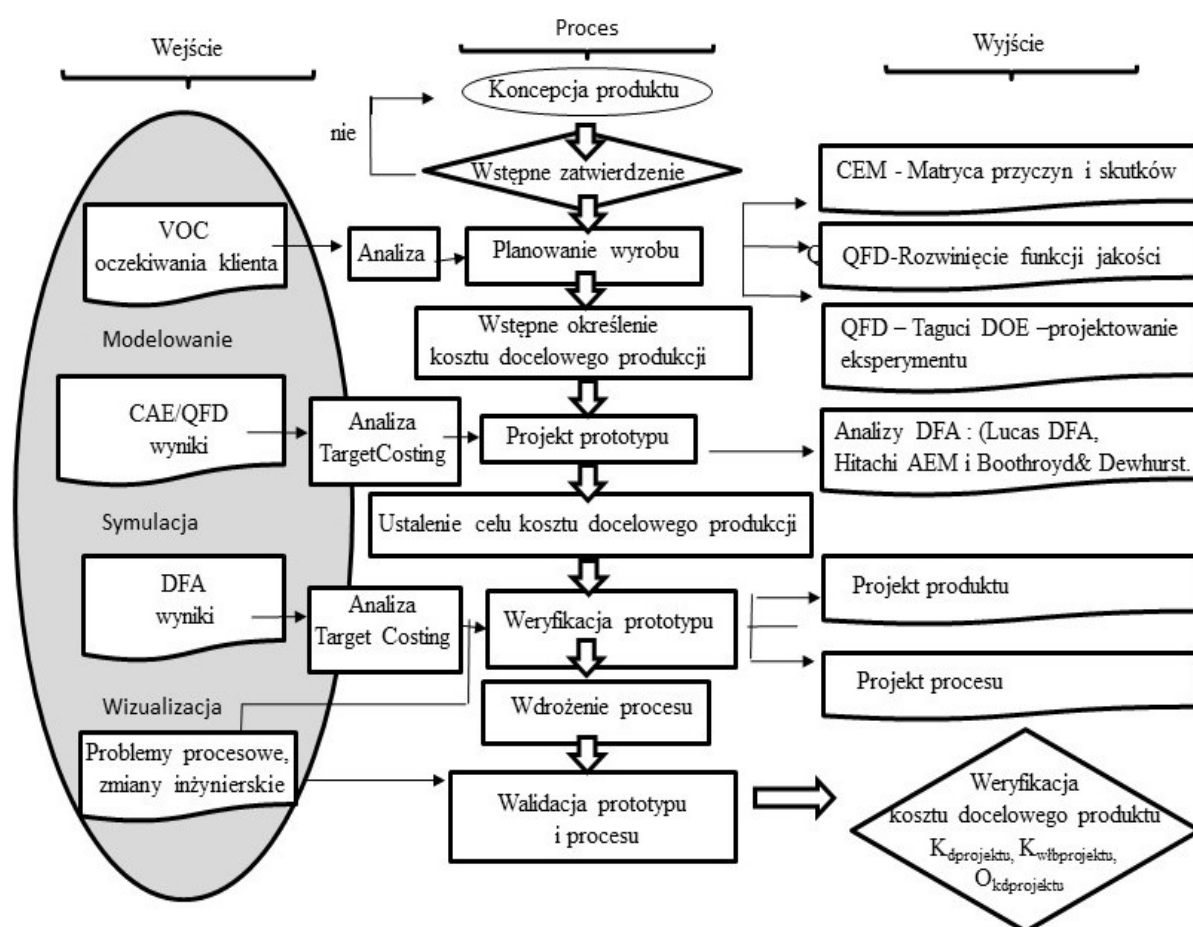 Wejście
Proces
Wyjście
Koncepcja produktu
nie
Wstępne zatwierdzenie
CEM - Matryca przyczyn i skutków
VOC
oczekiwania klienta
Analiza
Planowanie wyrobu
Q
QFD-Rozwinięcie funkcji jakości
Modelowanie
Wstępne określenie
kosztu docelowego produkcji
QFD – Taguci DOE –projektowanie
eksperymentu
CAE/QFD
wyniki
Analiza
TargetCosting
Projekt prototypu
Analizy DFA : (Lucas DFA,
Hitachi AEM i Boothroyd& Dewhurst.
Symulacja
Ustalenie celu kosztu docelowego produkcji
DFA
wyniki
Analiza
Target Costing
Weryfikacja prototypu
Projekt produktu
Wizualizacja
Wdrożenie procesu
Projekt procesu
Problemy procesowe,
zmiany inżynierskie
Walidacja prototypu
i procesu
Weryfikacja
kosztu docelowego produktu
Kdprojektu, Kwłbprojektu,
Okdprojektu